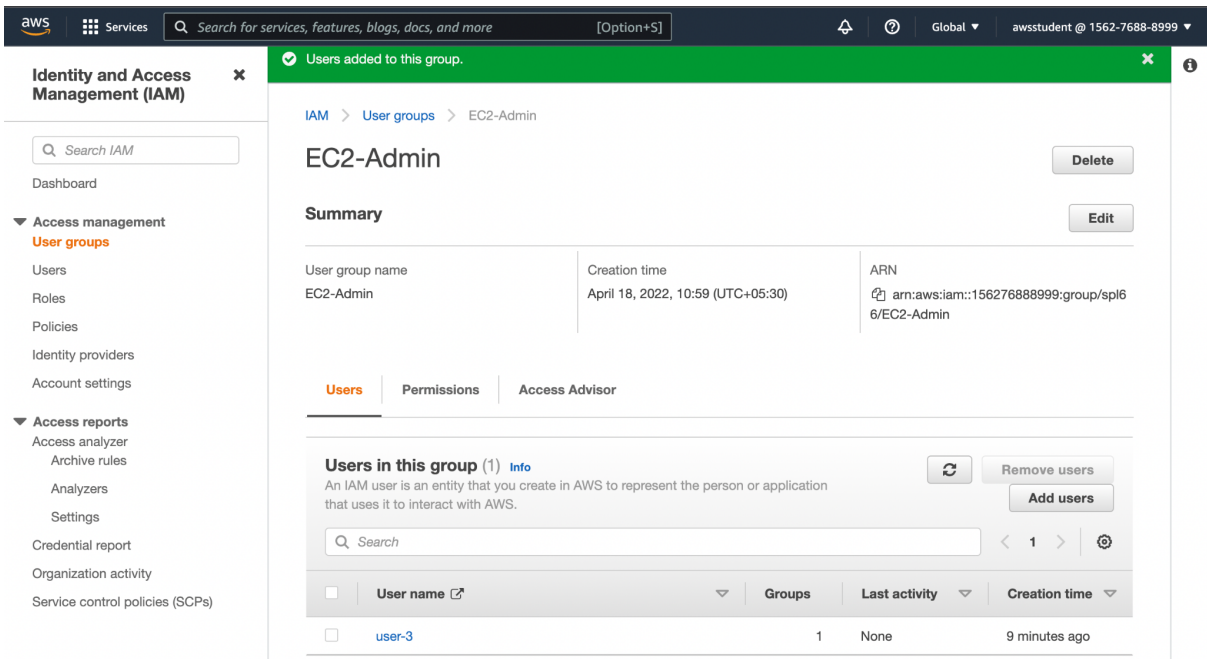 aws Services Search for services, features, blogs, docs, and more [Option+S] Global ▼ awsstudent @ 1562-7688-8999 ▼
Identity and Access
Management (IAM)
Search IAM
Dashboard
Access management
User groups
Users
Roles
Policies
Identity providers
Account settings
Access reports
Access analyzer
Archive rules
Analyzers
Settings
Credential report
Organization activity
Service control policies (SCPs)
Users added to this group.
IAM > User groups > EC2-Admin
EC2-Admin
Delete
Summary
Edit
User group name
EC2-Admin
Creation time
April 18, 2022, 10:59 (UTC+05:30)
ARN
arn:aws:iam::156276888999:group/spl6
6/EC2-Admin
Users Permissions Access Advisor
Users in this group (1) Info
An IAM user is an entity that you create in AWS to represent the person or application
that uses it to interact with AWS.
Remove users
Add users
Search
< 1 >
User name Groups Last activity Creation time
user-3 1 None 9 minutes ago